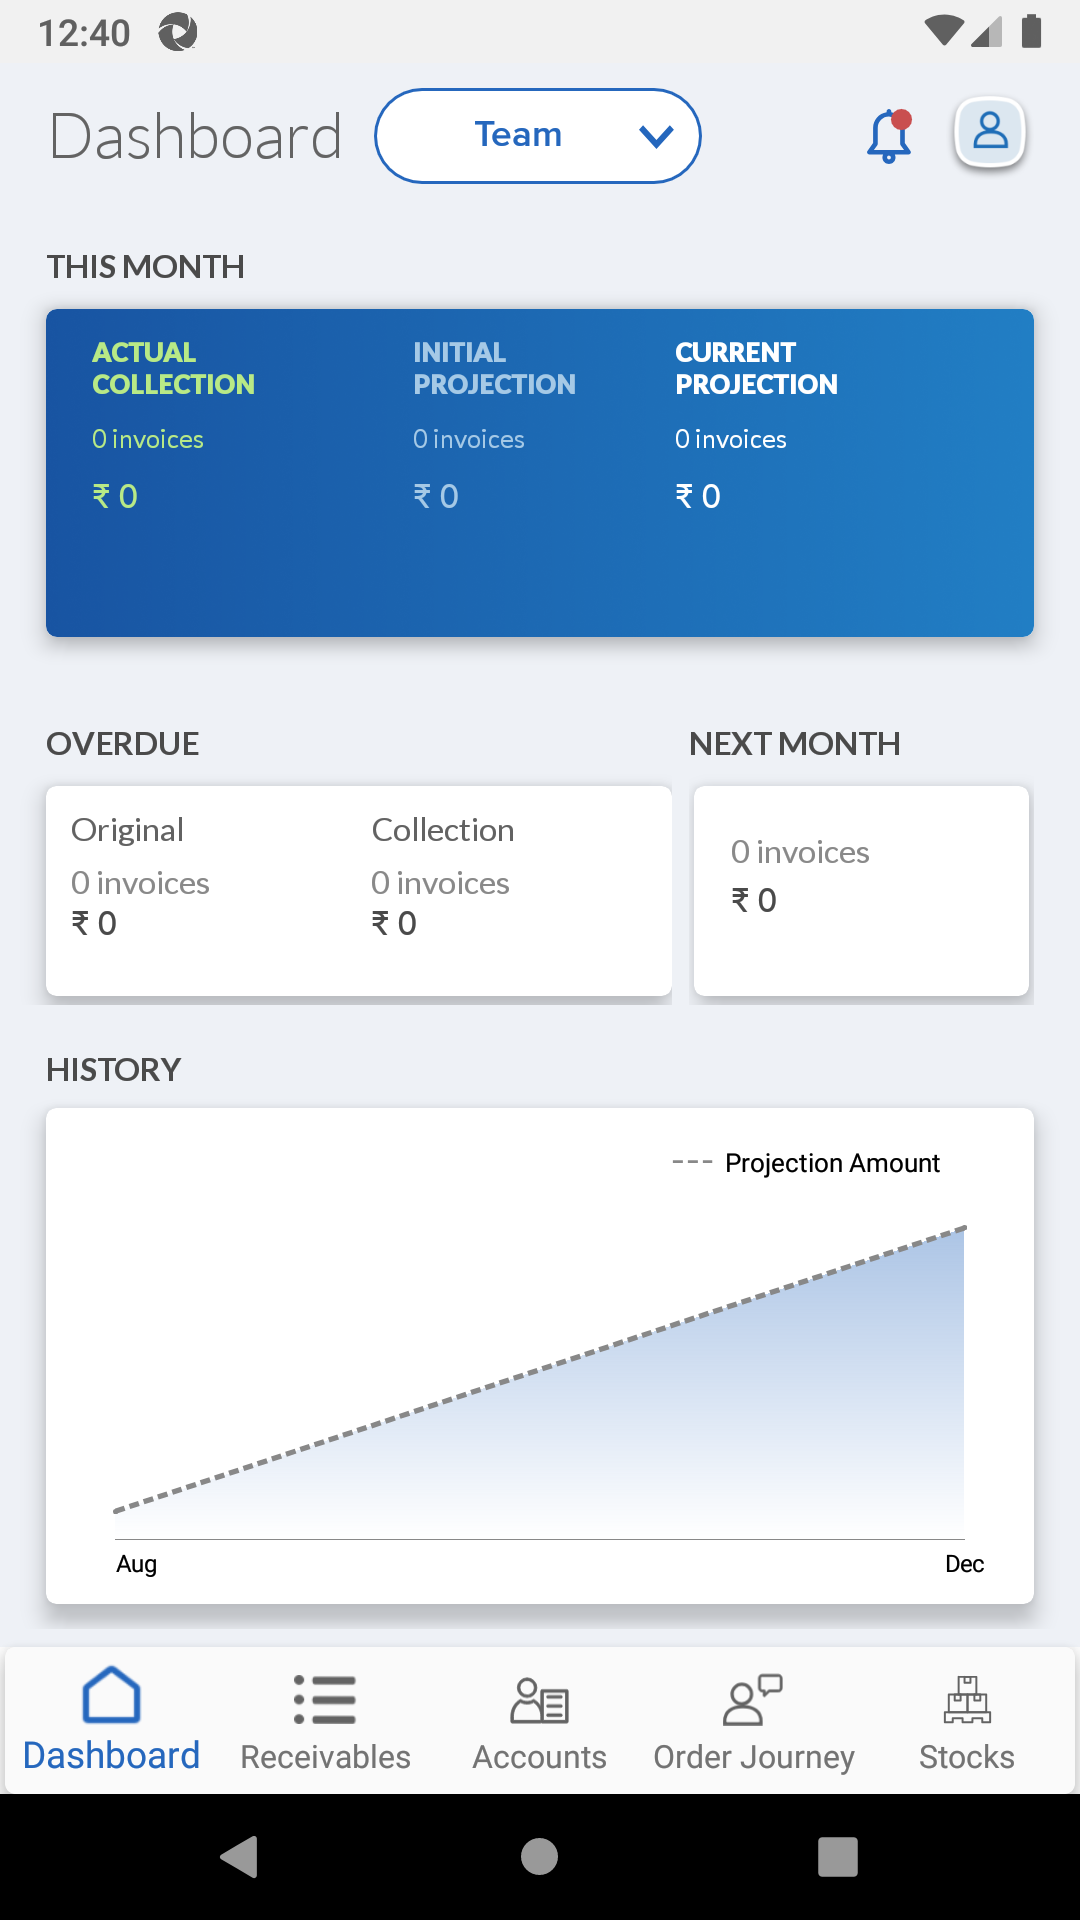 12:40
Dashboard
Team
THIS MONTH
ACTUAL COLLECTION
0 invoices
₹ 0
INITIAL PROJECTION
0 invoices
₹ 0
CURRENT PROJECTION
0 invoices
₹ 0
OVERDUE
Original
0 invoices
₹ 0
Collection
0 invoices
₹ 0
NEXT MONTH
0 invoices
₹ 0
HISTORY
Projection Amount
Aug
Dec
Dashboard
Receivables
Accounts
Order Journey
Stocks